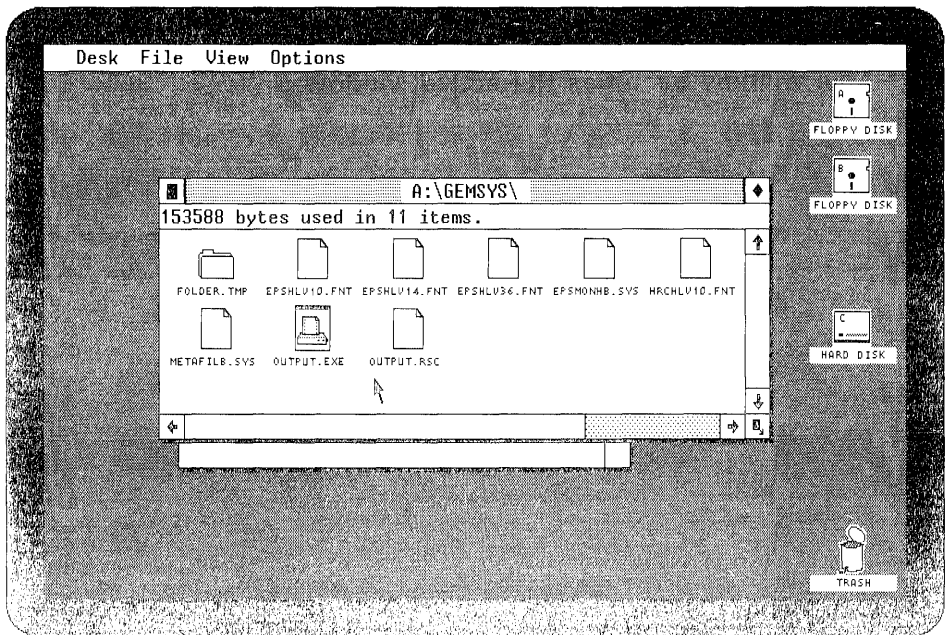 Desk File View Options
A
FLOPPY DISK
B
FLOPPY DISK
A:\GEMSYS\
153588 bytes used in 11 items.
FOLDER.TMP EPSHLV10.FNT EPSHLV14.FNT EPSHLV36.FNT EPSMONHB.SYS HRCHLV10.FNT
METAFILB.SYS OUTPUT.EXE OUTPUT.RSC
C
HARD DISK
TRASH